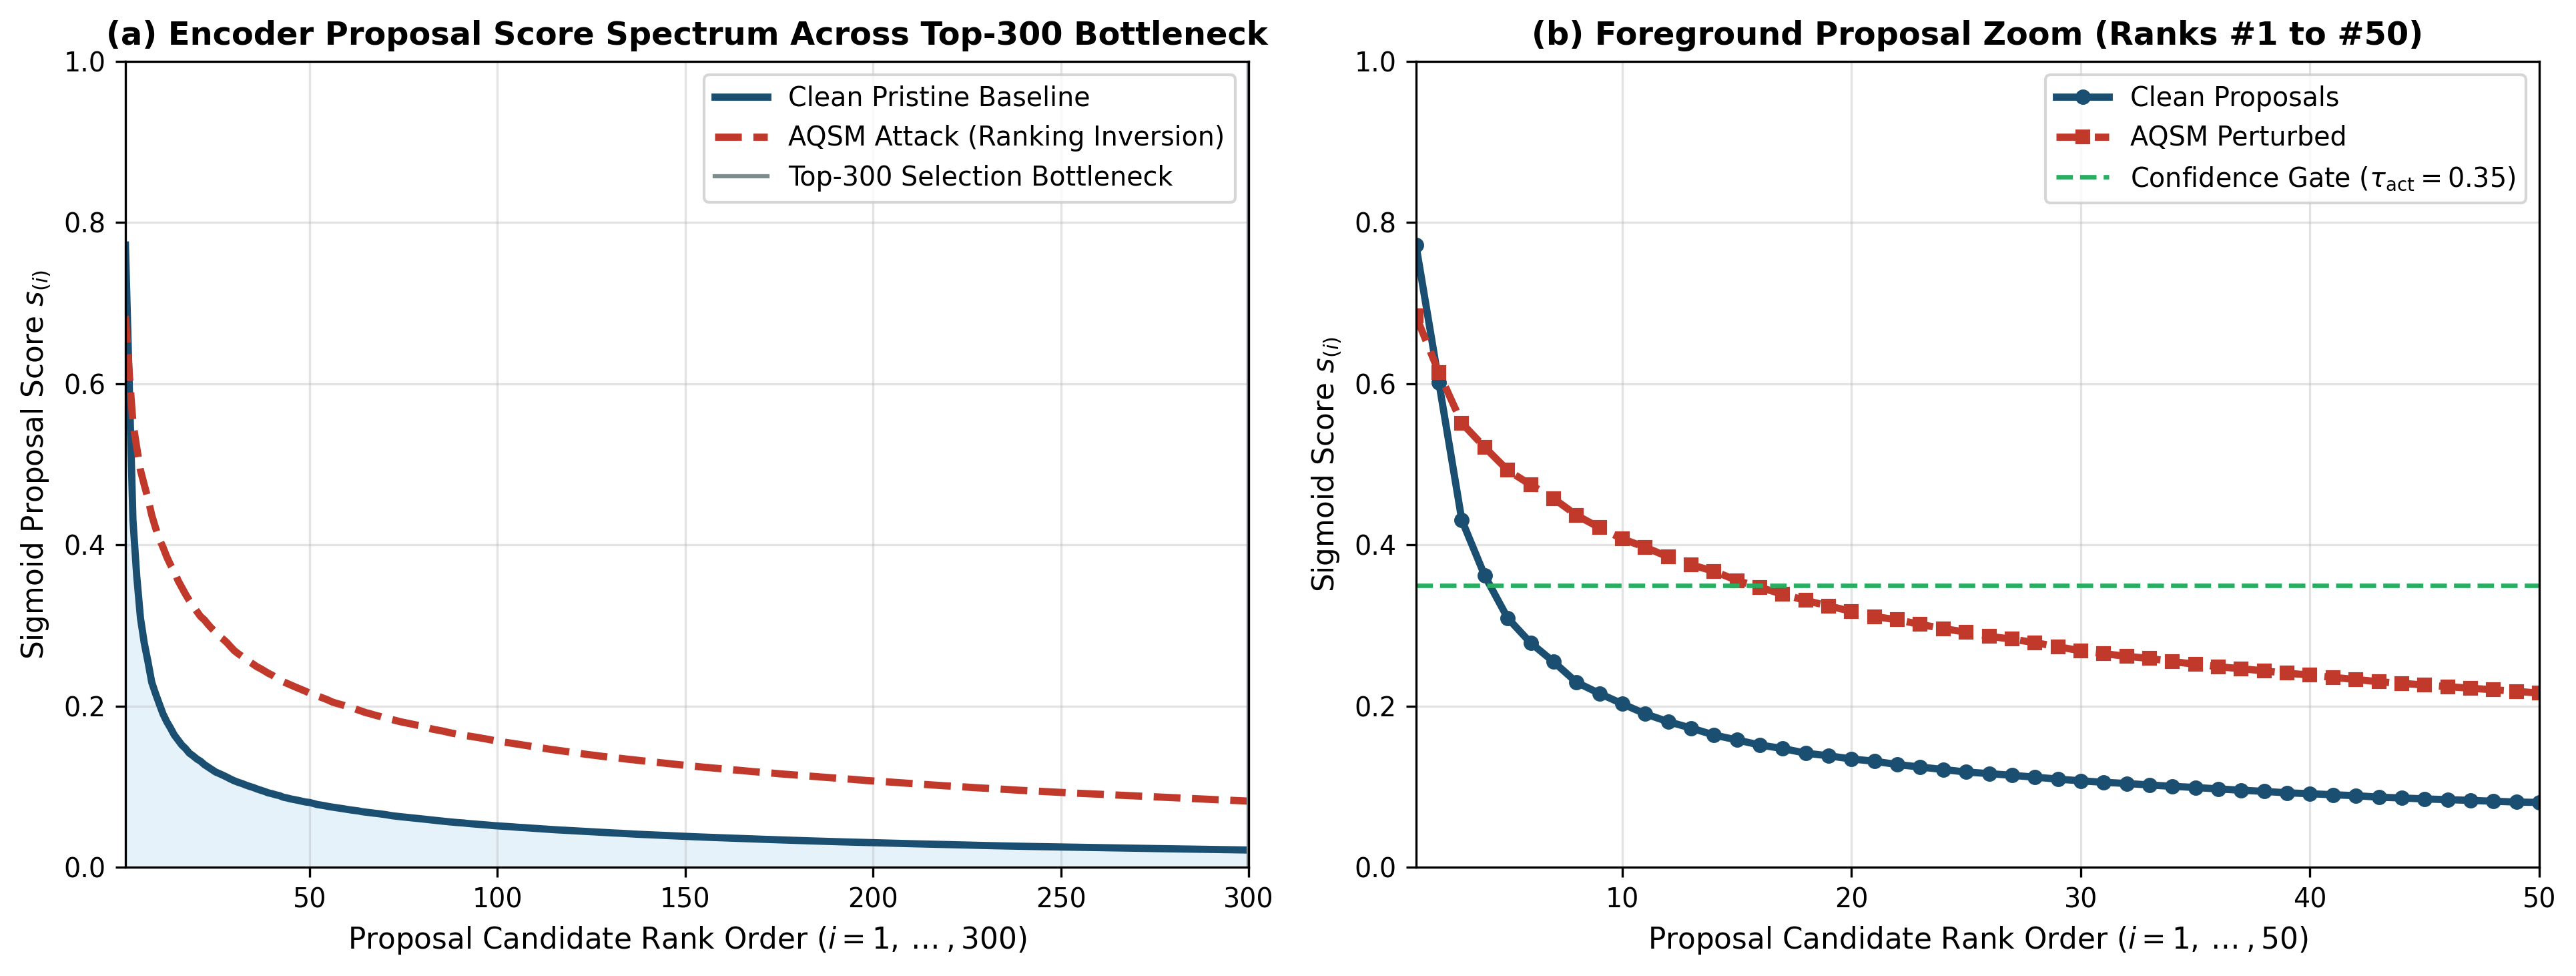 (a) Encoder Proposal Score Spectrum Across Top-300 Bottleneck
1.0
0.8
0.6
0.4
0.2
0.0
Sigmoid Proposal Score s(i)
Clean Pristine Baseline
AQSM Attack (Ranking Inversion)
Top-300 Selection Bottleneck
50 100 150 200 250 300
Proposal Candidate Rank Order (i = 1, ... , 300)
(b) Foreground Proposal Zoom (Ranks #1 to #50)
1.0
0.8
0.6
0.4
0.2
0.0
Sigmoid Score s(i)
Clean Proposals
AQSM Perturbed
Confidence Gate (τact = 0.35)
10 20 30 40 50
Proposal Candidate Rank Order (i = 1, ... , 50)